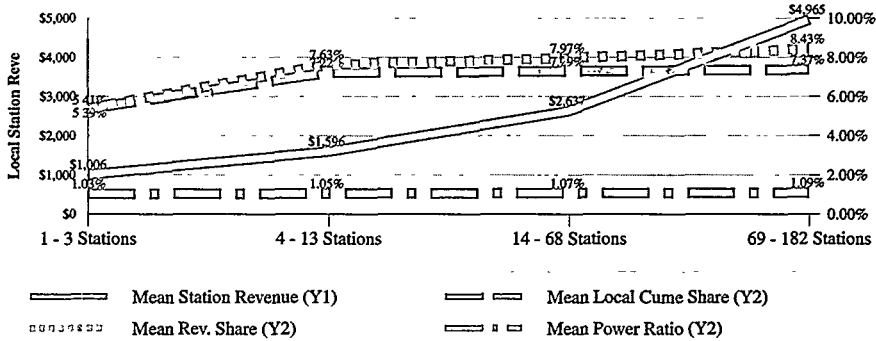 $5,000
$4,000
$3,000
$2,000
$1,000
$0
Local Station Reve
10.00%
8.00%
6.00%
4.00%
2.00%
0.00%
$4,965
7.63%
7.97%
8.43%
7.37%
5.39%
$2,637
$1,596
$1,006
1.03%
1.05%
1.07%
1.09%
1 - 3 Stations
4 - 13 Stations
14 - 68 Stations
69 - 182 Stations
Mean Station Revenue (Y1)
Mean Local Cume Share (Y2)
Mean Rev. Share (Y2)
Mean Power Ratio (Y2)